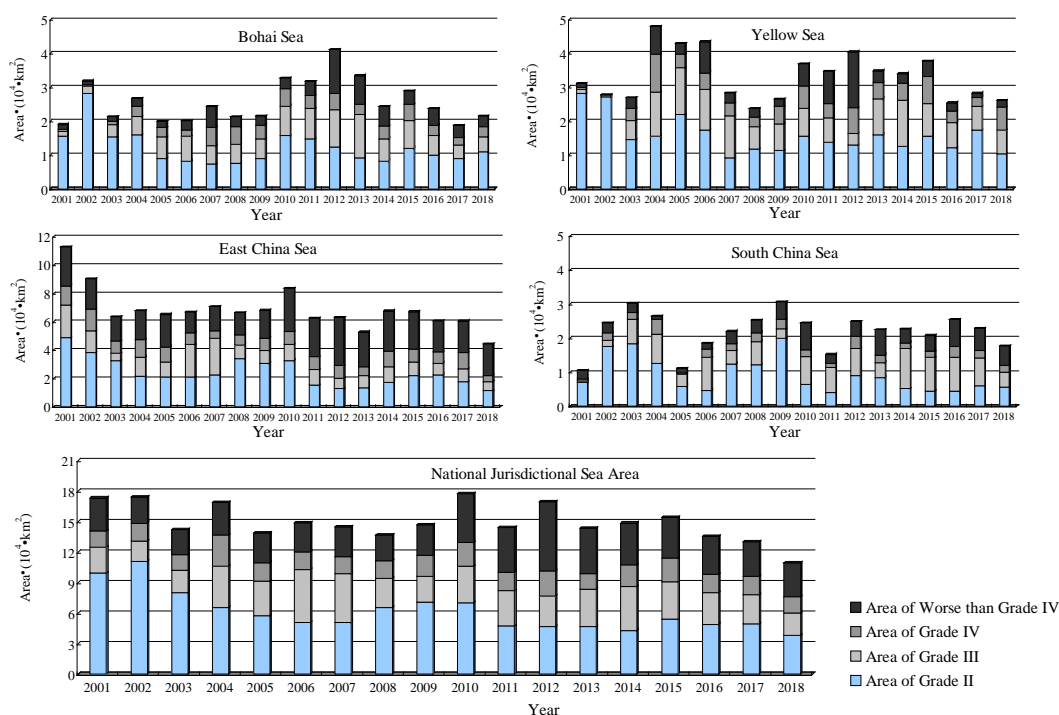 Bohai Sea
Area•(10⁴•km²)
5
4
3
2
1
0
2001 2002 2003 2004 2005 2006 2007 2008 2009 2010 2011 2012 2013 2014 2015 2016 2017 2018
Year
Yellow Sea
Area•(10⁴•km²)
5
4
3
2
1
0
2001 2002 2003 2004 2005 2006 2007 2008 2009 2010 2011 2012 2013 2014 2015 2016 2017 2018
Year
East China Sea
Area•(10⁴•km²)
12
10
8
6
4
2
0
2001 2002 2003 2004 2005 2006 2007 2008 2009 2010 2011 2012 2013 2014 2015 2016 2017 2018
Year
South China Sea
Area•(10⁴•km²)
5
4
3
2
1
0
2001 2002 2003 2004 2005 2006 2007 2008 2009 2010 2011 2012 2013 2014 2015 2016 2017 2018
Year
National Jurisdictional Sea Area
Area•(10⁴•km²)
21
18
15
12
9
6
3
0
2001 2002 2003 2004 2005 2006 2007 2008 2009 2010 2011 2012 2013 2014 2015 2016 2017 2018
Year
Area of Worse than Grade IV
Area of Grade IV
Area of Grade III
Area of Grade II